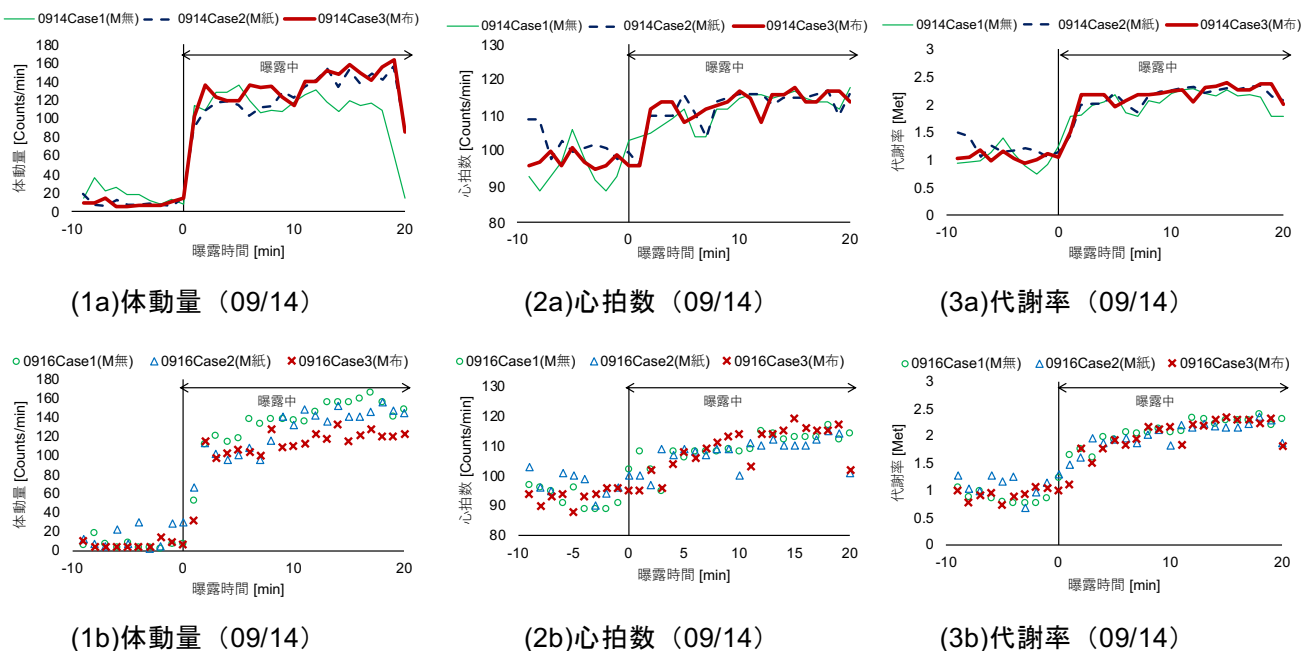 0914Case1(M無) 0914Case2(M紙) 0914Case3(M布)
180
160
140
120
100
80
60
40
20
0
体動量 [Counts/min]
曝露中
-10 0 10 20
曝露時間 [min]
(1a)体動量（09/14）
0914Case1(M無) 0914Case2(M紙) 0914Case3(M布)
130
120
110
100
90
80
心拍数 [Counts/min]
曝露中
-10 0 10 20
曝露時間 [min]
(2a)心拍数（09/14）
0914Case1(M無) 0914Case2(M紙) 0914Case3(M布)
3
2.5
2
1.5
1
0.5
0
代謝率 [Met]
曝露中
-10 0 10 20
曝露時間 [min]
(3a)代謝率（09/14）
0916Case1(M無) 0916Case2(M紙) 0916Case3(M布)
180
160
140
120
100
80
60
40
20
0
体動量 [Counts/min]
曝露中
-10 0 10 20
曝露時間 [min]
(1b)体動量（09/14）
0916Case1(M無) 0916Case2(M紙) 0916Case3(M布)
130
120
110
100
90
80
心拍数 [Counts/min]
曝露中
-10 -5 0 5 10 15 20
曝露時間 [min]
(2b)心拍数（09/14）
0916Case1(M無) 0916Case2(M紙) 0916Case3(M布)
3
2.5
2
1.5
1
0.5
0
代謝率 [Met]
曝露中
-10 0 10 20
曝露時間 [min]
(3b)代謝率（09/14）